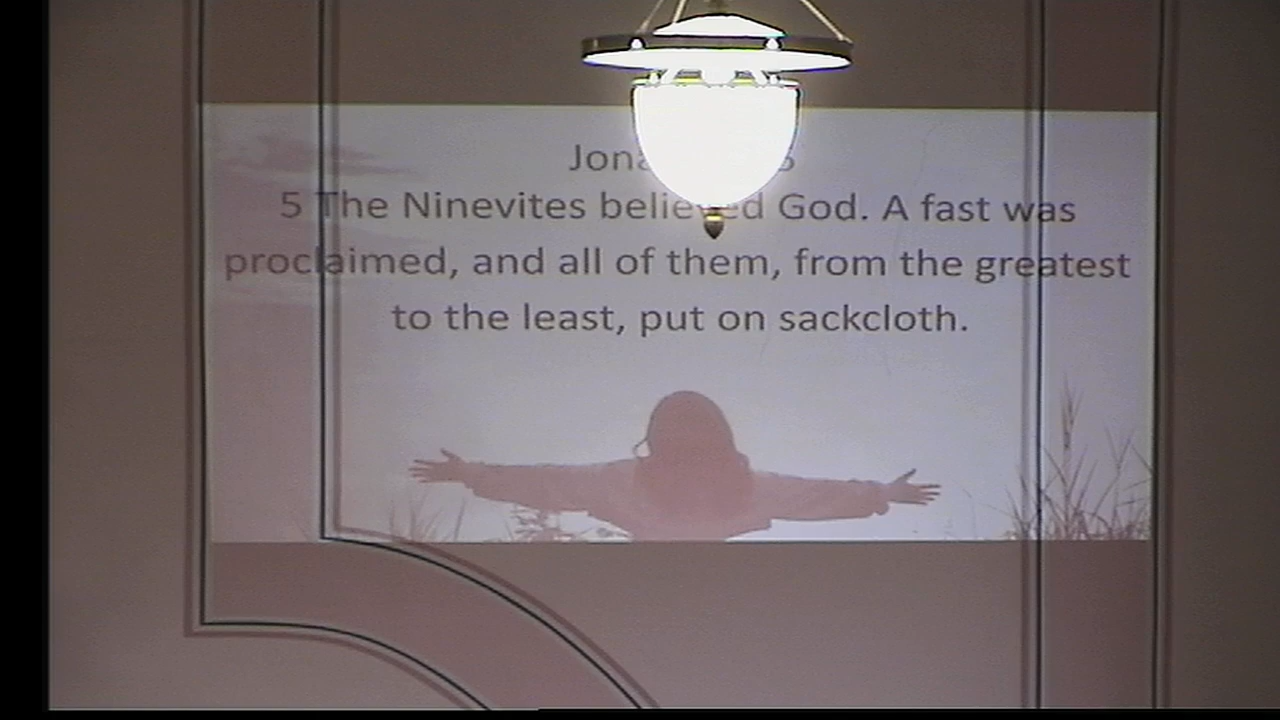 5 The Ninevites believed God. A fast was
proclaimed, and all of them, from the greatest
to the least, put on sackcloth.